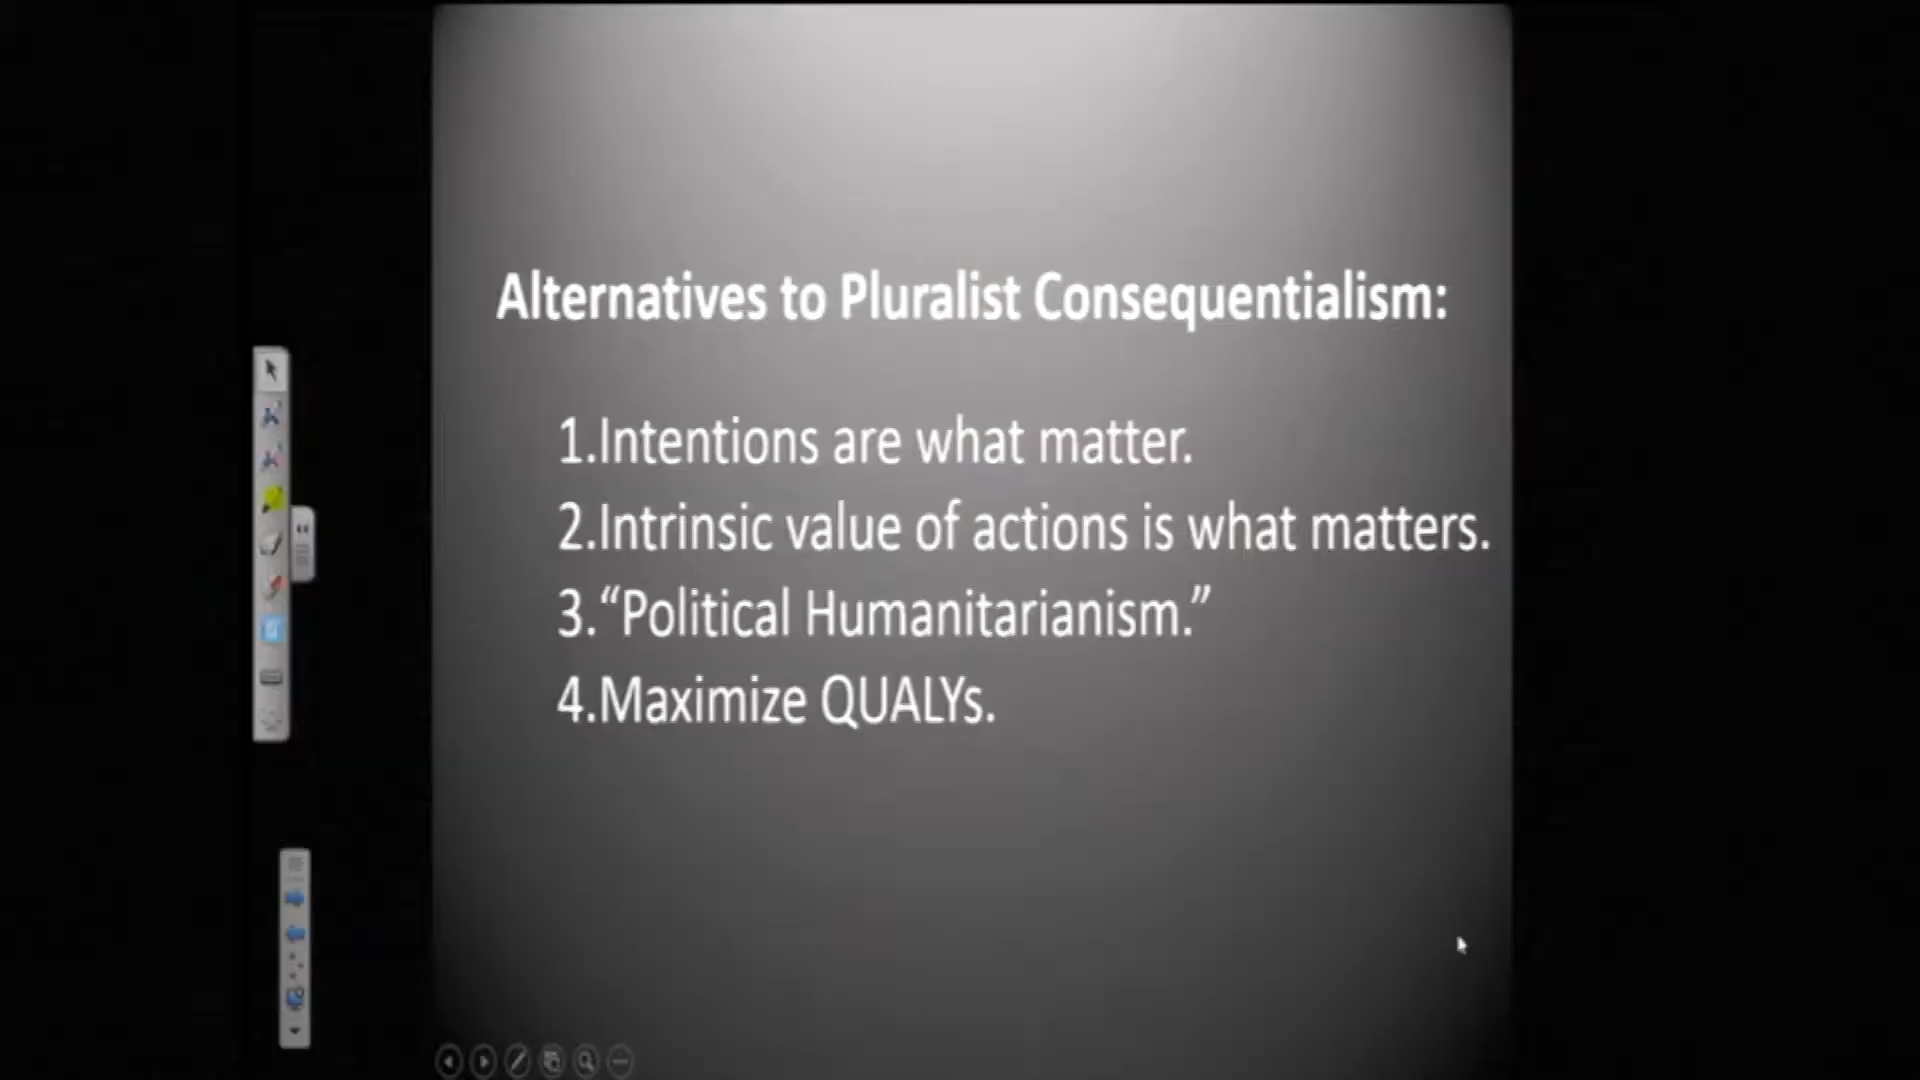 Alternatives to Pluralist Consequentialism:
1.Intentions are what matter.
2.Intrinsic value of actions is what matters.
3.“Political Humanitarianism.”
4.Maximize QUALYs.